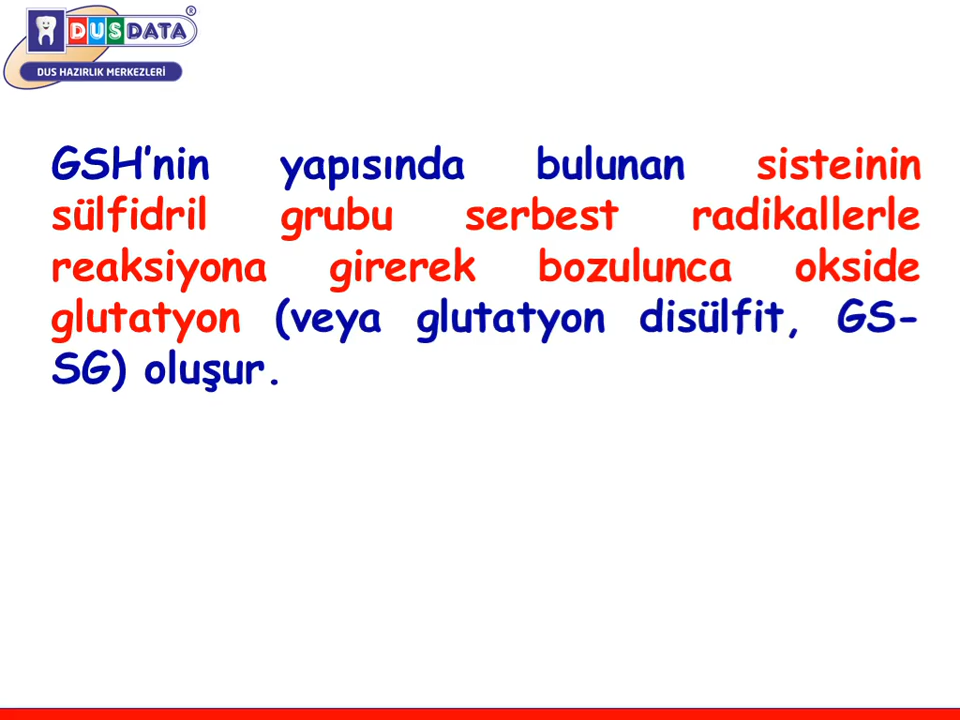 DUSDATA
DUS HAZIRLIK MERKEZLERİ
GSH’nin yapısında bulunan sisteinin
sülfidril grubu serbest radikallerle
reaksiyona girerek bozulunca okside
glutatyon (veya glutatyon disülfit, GS-
SG) oluşur.